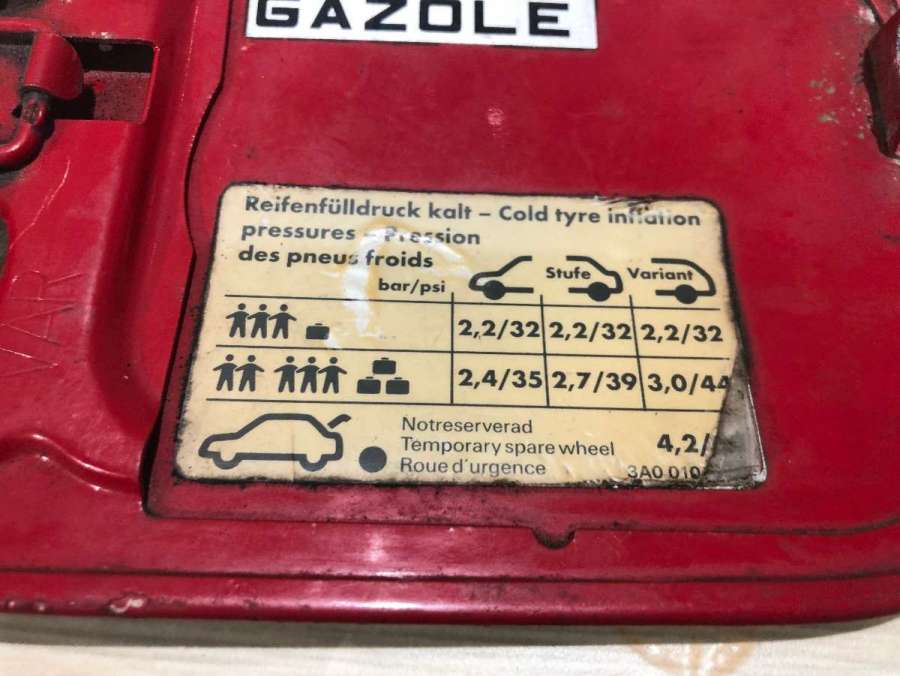 GAZOLE
Reifenfülldruck kalt – Cold tyre inflation
pressures – Pression
des pneus froids
bar/psi
Stufe
Variant
2,2/32 2,2/32 2,2/32
2,4/35 2,7/39 3,0/44
Notreserverad
Temporary spare wheel
Roue d'urgence
4,2/
3A0 010